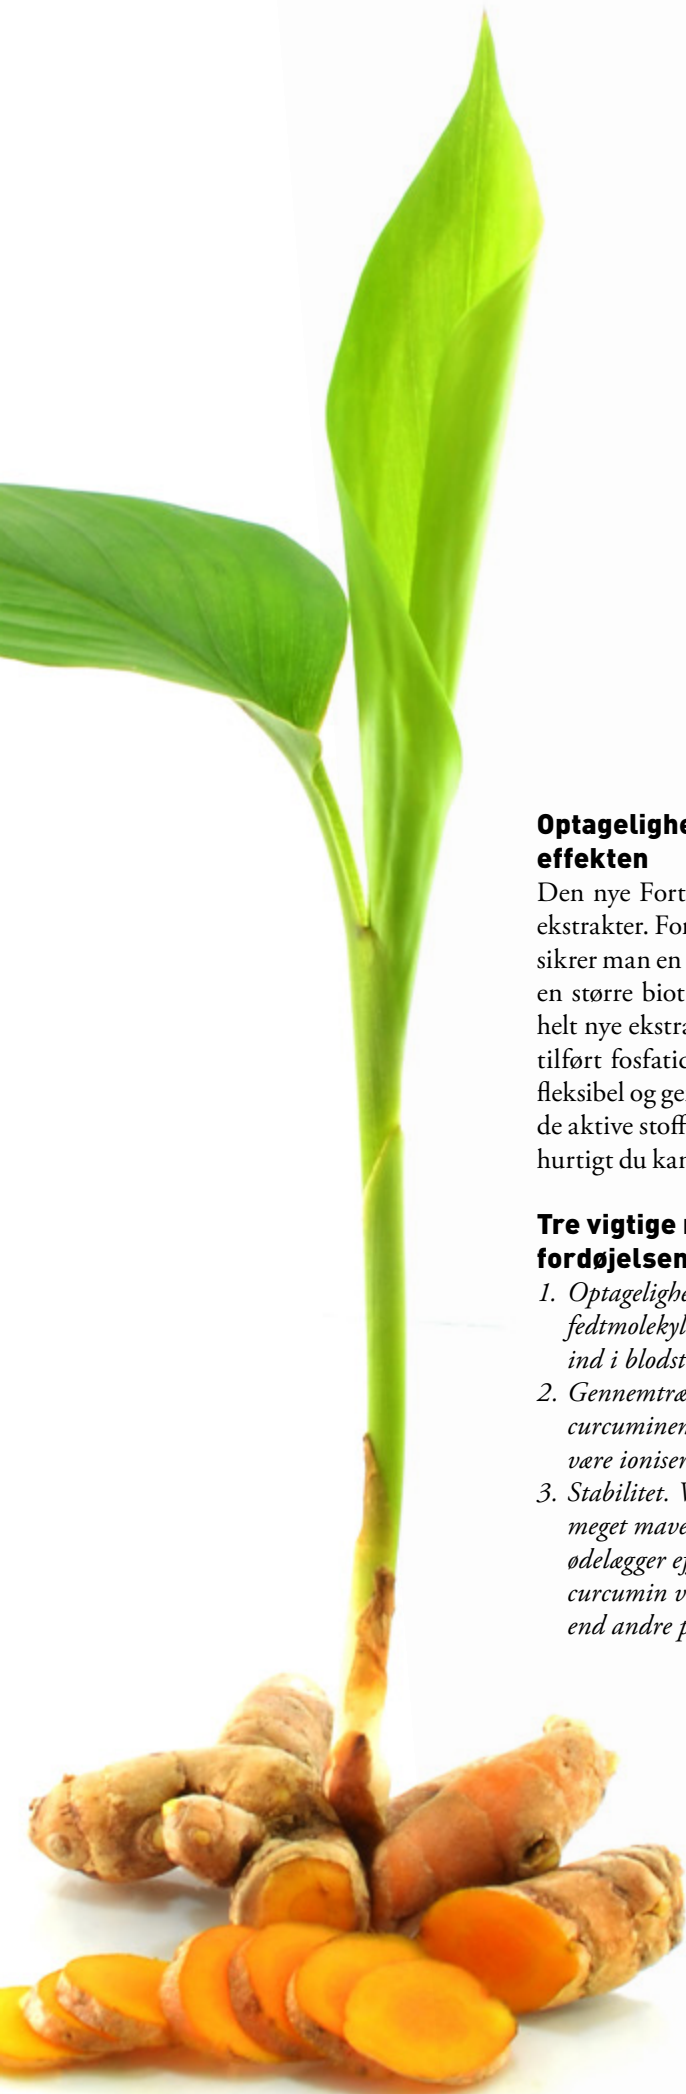 Optageligh
effekten
Den nye Fort
ekstrakter. For
sikrer man en
en større biot
helt nye ekstra
tilført fosfatid
fleksibel og ge
de aktive stoff
hurtigt du kan
Tre vigtige
fordøjelsen
1. Optagelighe
fedtmolekyl
ind i blodst
2. Gennemtræ
curcuminen
være ioniser
3. Stabilitet. V
meget mave
ødelægger ef
curcumin v
end andre p